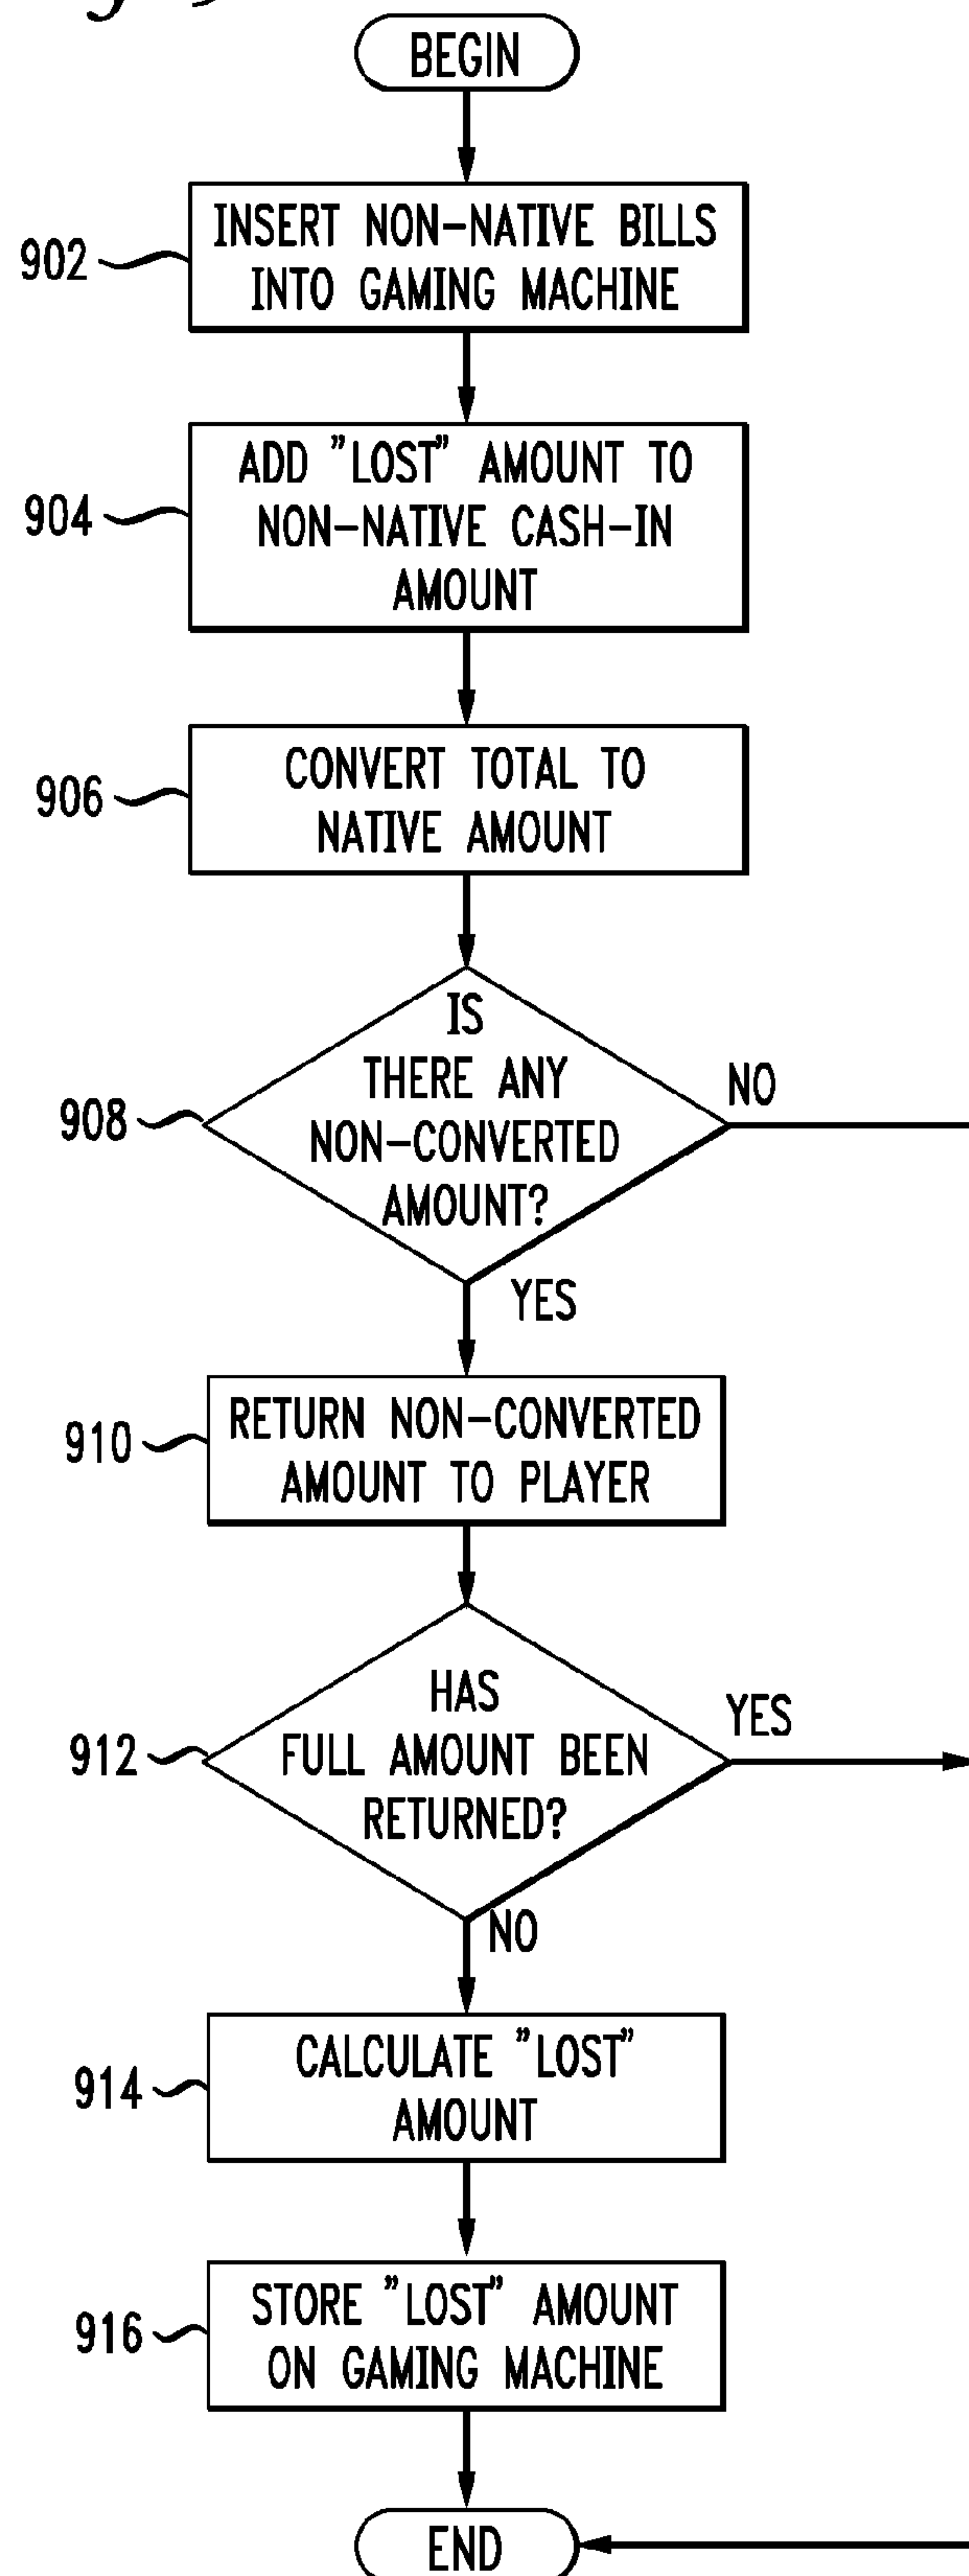 BEGIN
902
INSERT NON-NATIVE BILLS
INTO GAMING MACHINE
904
ADD "LOST" AMOUNT TO
NON-NATIVE CASH-IN
AMOUNT
906
CONVERT TOTAL TO
NATIVE AMOUNT
908
IS
THERE ANY
NON-CONVERTED
AMOUNT?
NO
YES
910
RETURN NON-CONVERTED
AMOUNT TO PLAYER
912
HAS
FULL AMOUNT BEEN
RETURNED?
YES
NO
914
CALCULATE "LOST"
AMOUNT
916
STORE "LOST" AMOUNT
ON GAMING MACHINE
END